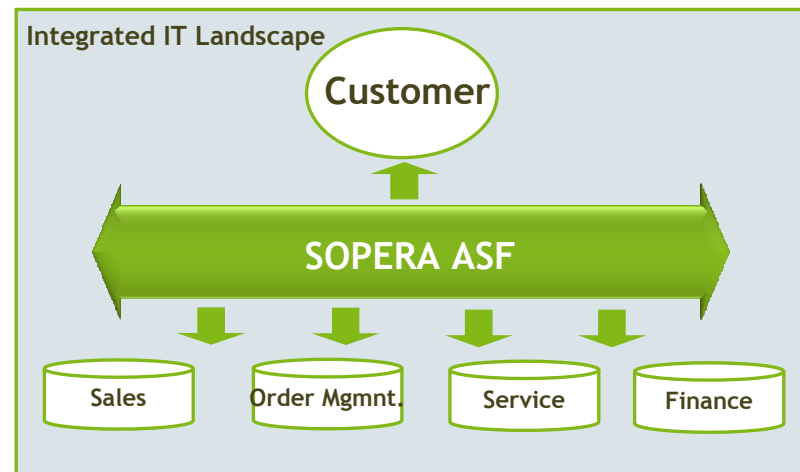 Integrated IT Landscape
Customer
SOPERA ASF
Sales
Order Mgmnt.
Service
Finance